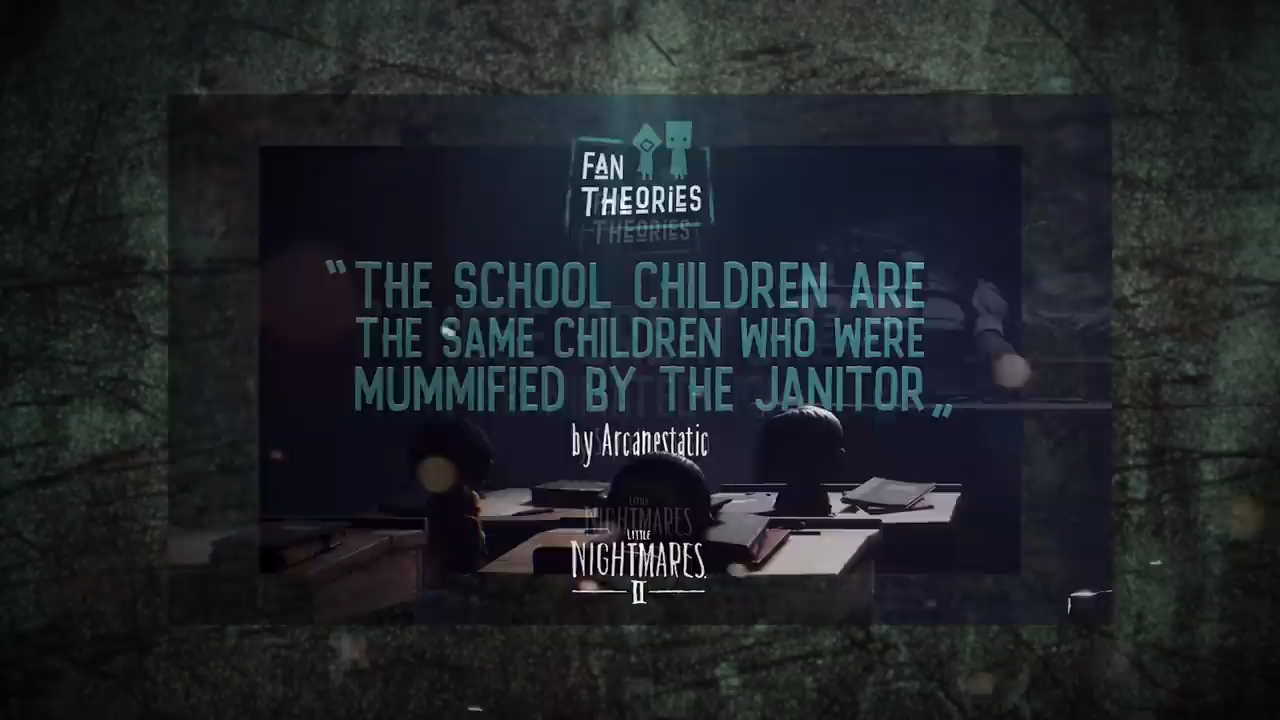 FAN
THEORIES
THEORIES
"THE SCHOOL CHILDREN ARE
THE SAME CHILDREN WHO WERE
MUMMIFIED BY THE JANITOR„
by Arcanestatic
LITTLE
NIGHTMARES
LITTLE
NIGHTMARES
II